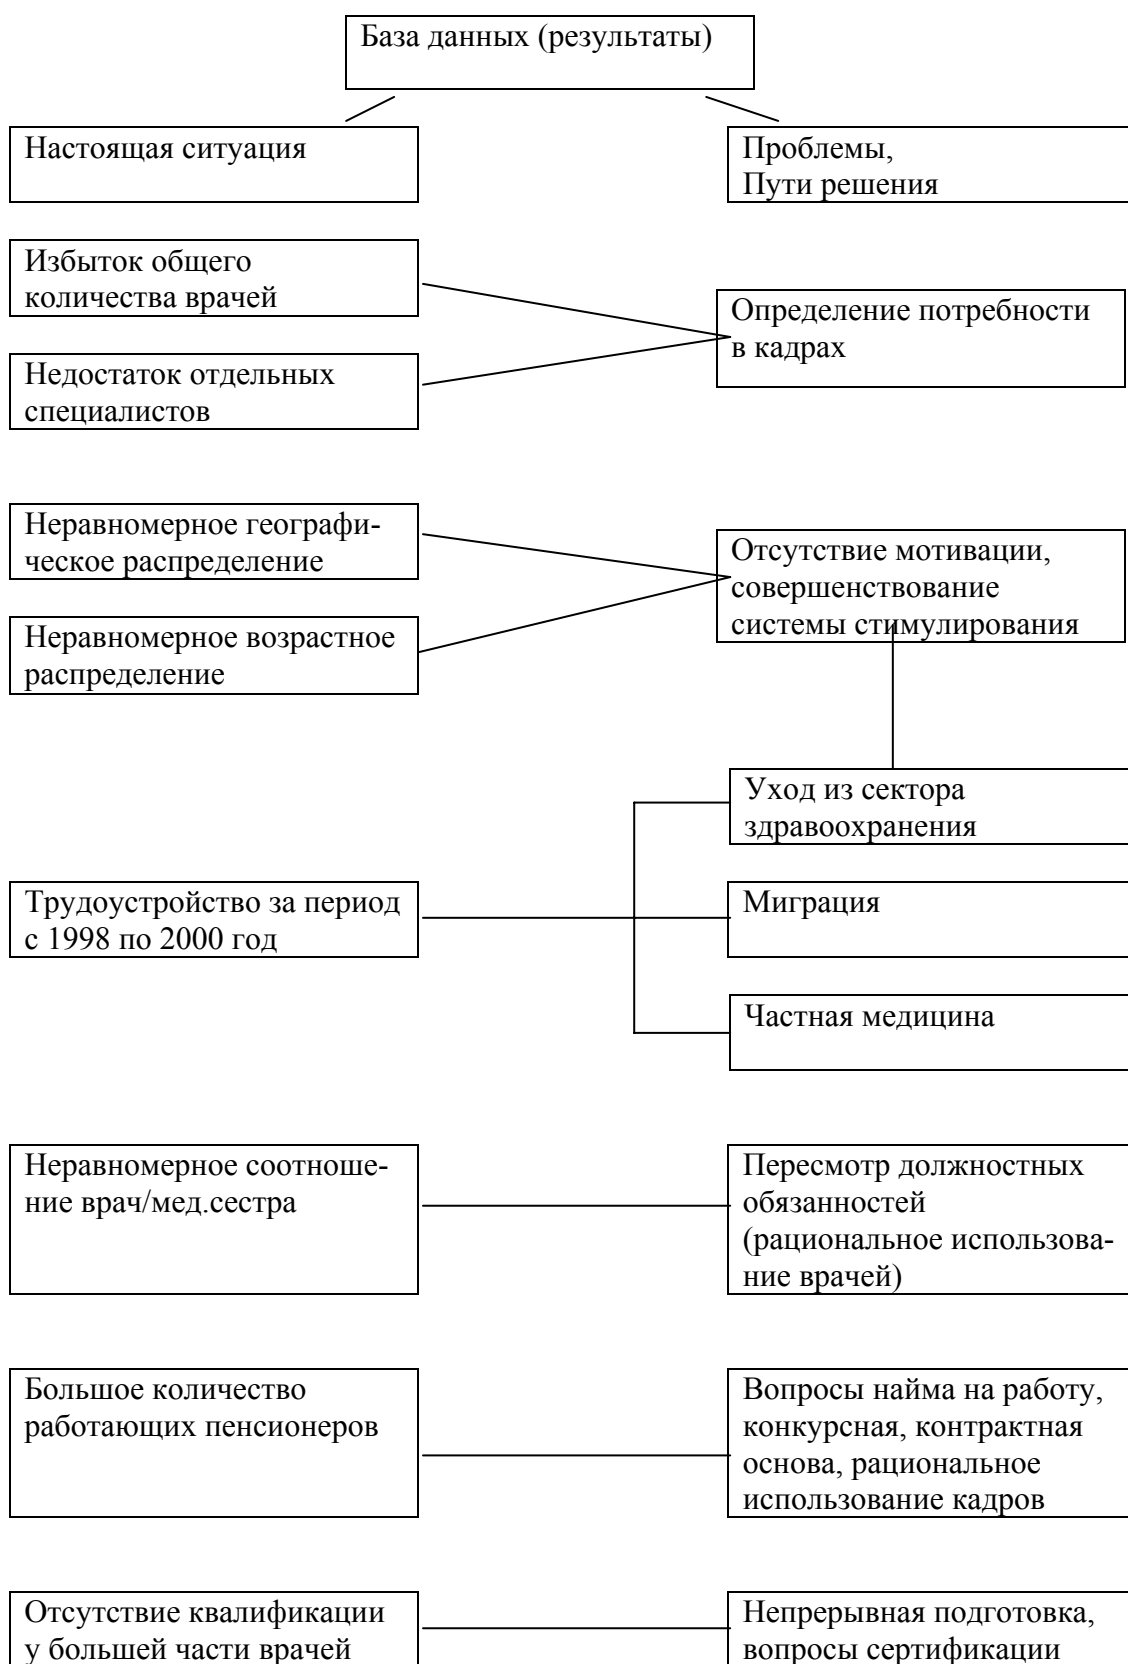 База данных (результаты)
Настоящая ситуация
Проблемы,
Пути решения
Избыток общего
количества врачей
Определение потребности
в кадрах
Недостаток отдельных
специалистов
Неравномерное географи-
ческое распределение
Отсутствие мотивации,
совершенствование
системы стимулирования
Неравномерное возрастное
распределение
Уход из сектора
здравоохранения
Трудоустройство за период
с 1998 по 2000 год
Миграция
Частная медицина
Неравномерное соотноше-
ние врач/мед.сестра
Пересмотр должностных
обязанностей
(рациональное использова-
ние врачей)
Большое количество
работающих пенсионеров
Вопросы найма на работу,
конкурсная, контрактная
основа, рациональное
использование кадров
Отсутствие квалификации
у большей части врачей
Непрерывная подготовка,
вопросы сертификации